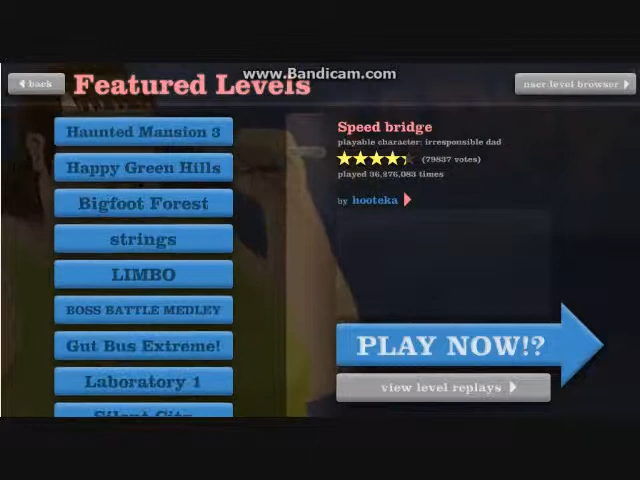 www.Bandicam.com
back
Featured Levels
user level browser
Haunted Mansion 3
Happy Green Hills
Bigfoot Forest
strings
LIMBO
BOSS BATTLE MEDLEY
Gut Bus Extreme!
Laboratory 1
Silent City
Speed bridge
playable character: irresponsible dad
(79837 votes)
played 36,276,083 times
by hooteka
PLAY NOW!?
view level replays